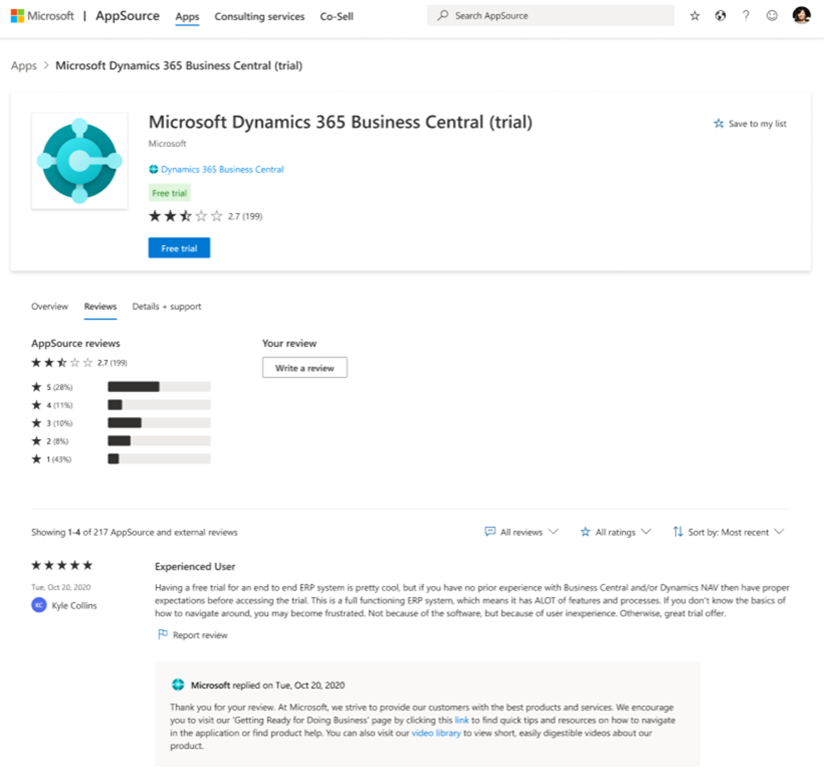 Microsoft | AppSource Apps Consulting services Co-Sell Search AppSource
Apps > Microsoft Dynamics 365 Business Central (trial)
Microsoft Dynamics 365 Business Central (trial)
Save to my list
Microsoft
Dynamics 365 Business Central
Free trial
2.7 (199)
Free trial
Overview Reviews Details + support
AppSource reviews
Your review
2.7 (199)
Write a review
5 (28%)
4 (11%)
3 (10%)
2 (8%)
1 (43%)
Showing 1-4 of 217 AppSource and external reviews
All reviews All ratings Sort by: Most recent
Experienced User
Tue, Oct 20, 2020
KC Kyle Collins
Having a free trial for an end to end ERP system is pretty cool, but if you have no prior experience with Business Central and/or Dynamics NAV then have proper
expectations before accessing the trial. This is a full functioning ERP system, which means it has ALOT of features and processes. If you don't know the basics of
how to navigate around, you may become frustrated. Not because of the software, but because of user inexperience. Otherwise, great trial offer.
Report review
Microsoft replied on Tue, Oct 20, 2020
Thank you for your review. At Microsoft, we strive to provide our customers with the best products and services. We encourage
you to visit our 'Getting Ready for Doing Business' page by clicking this link to find quick tips and resources on how to navigate
in the application or find product help. You can also visit our video library to view short, easily digestible videos about our
product.